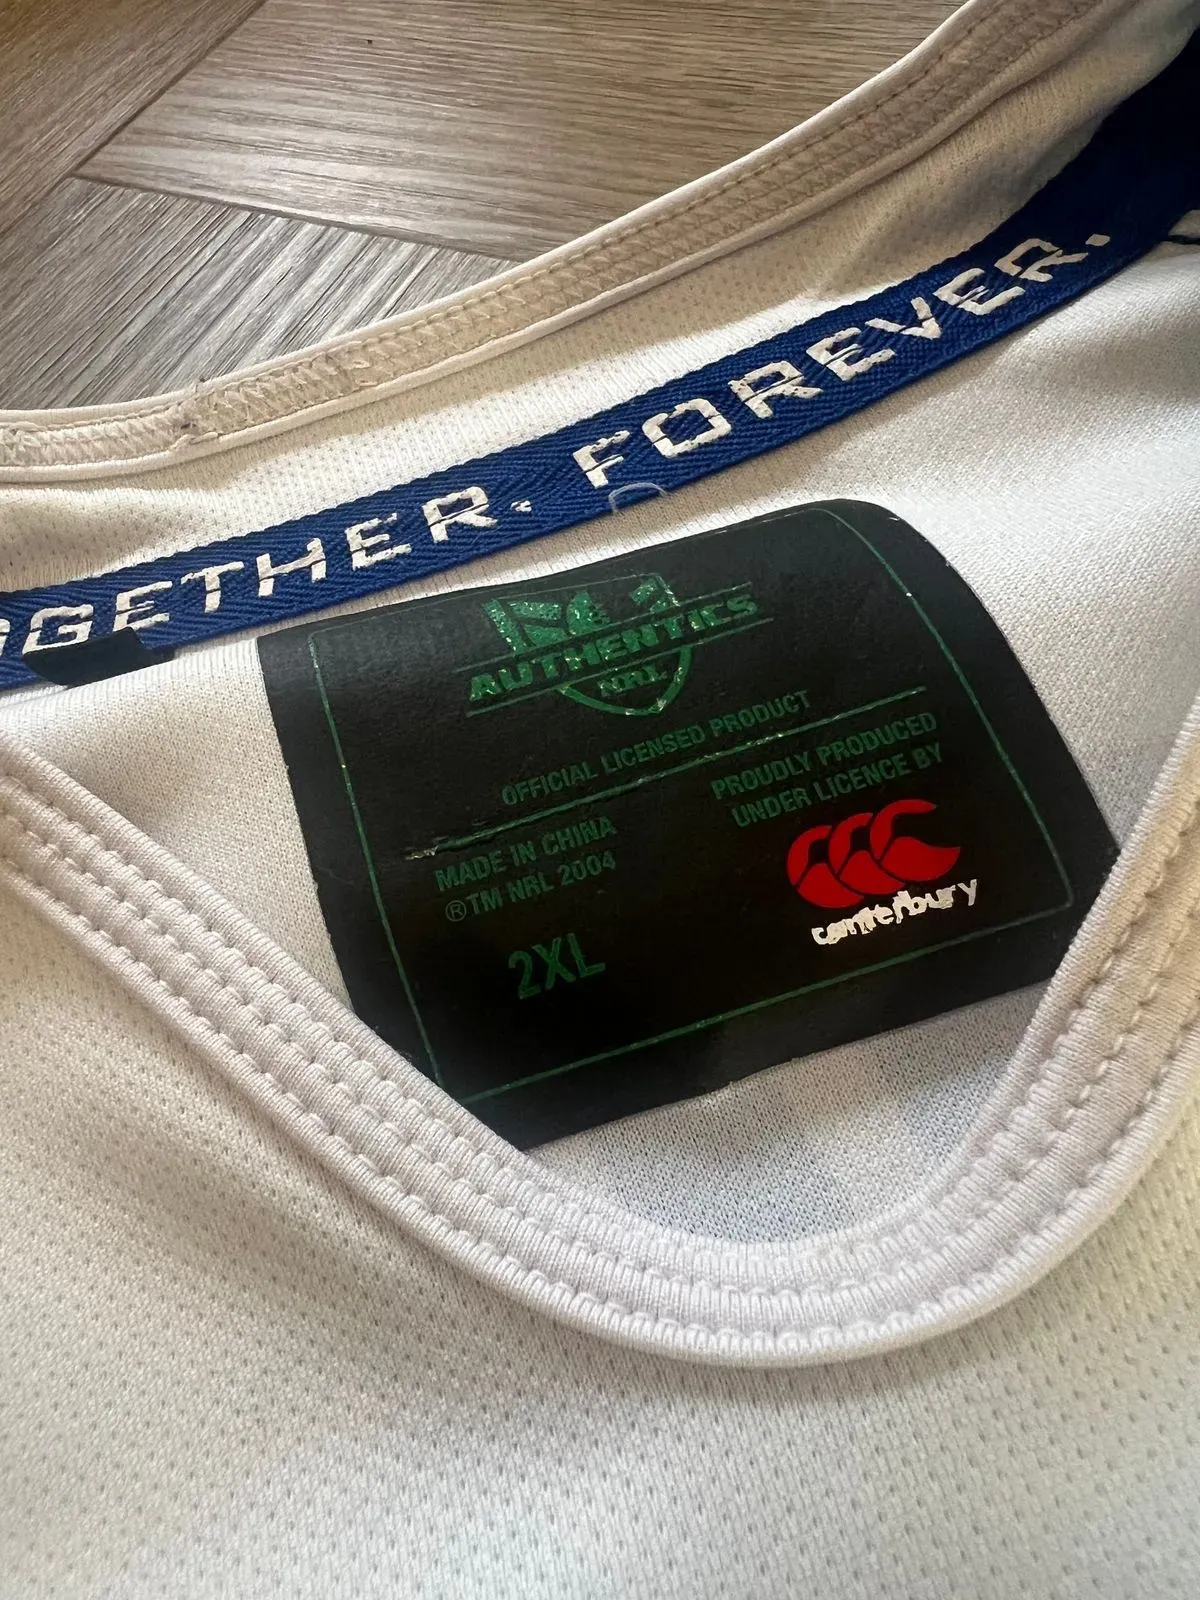 OGETHER. FOREVER.
AUTHENTICS
NRL
OFFICIAL LICENSED PRODUCT
MADE IN CHINA
®TM NRL 2004
2XL
PROUDLY PRODUCED
UNDER LICENCE BY
canterbury